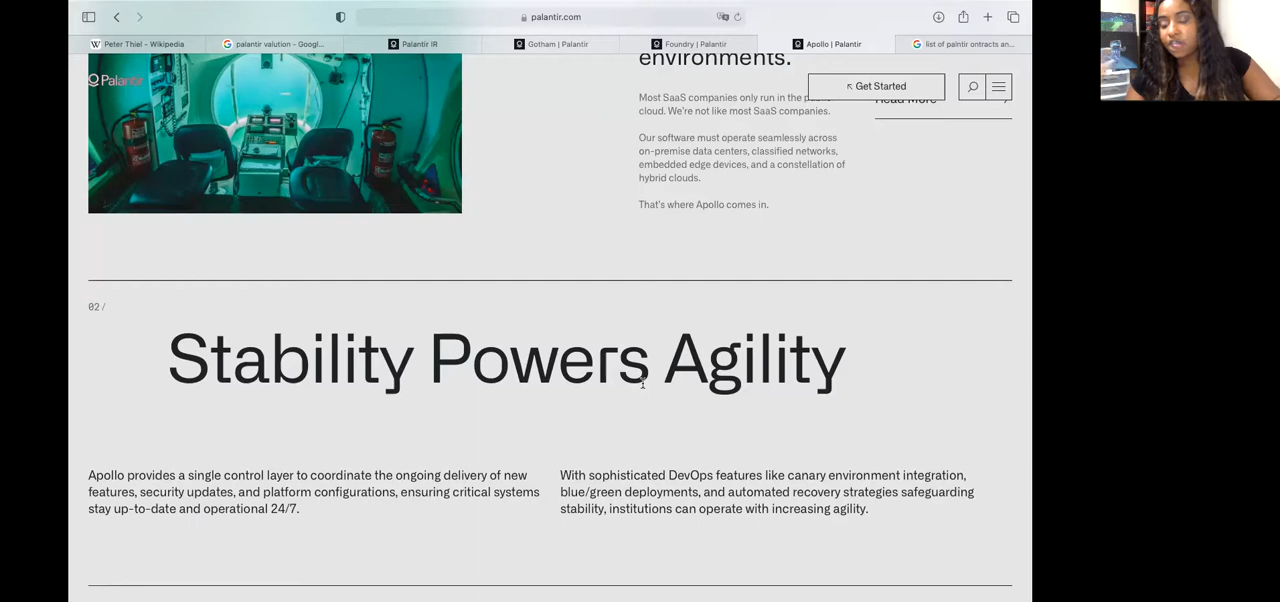 palantir.com
Peter Thiel - Wikipedia
palantir valution - Googl...
Palantir IR
Gotham | Palantir
Foundry | Palantir
Apollo | Palantir
list of palntir ontracts an...
environments.
Palantir
Get Started
Read More
Most SaaS companies only run in the public
cloud. We're not like most SaaS companies.
Our software must operate seamlessly across
on-premise data centers, classified networks,
embedded edge devices, and a constellation of
hybrid clouds.
That's where Apollo comes in.
02 /
Stability Powers Agility
Apollo provides a single control layer to coordinate the ongoing delivery of new
features, security updates, and platform configurations, ensuring critical systems
stay up-to-date and operational 24/7.
With sophisticated DevOps features like canary environment integration,
blue/green deployments, and automated recovery strategies safeguarding
stability, institutions can operate with increasing agility.